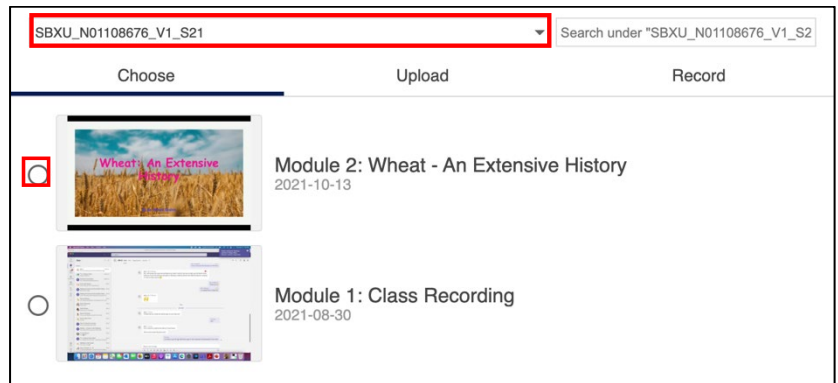 SBXU_N01108676_V1_S21
Search under "SBXU_N01108676_V1_S2
Choose
Upload
Record
Wheat: An Extensive
History
Module 2: Wheat - An Extensive History
2021-10-13
Module 1: Class Recording
2021-08-30